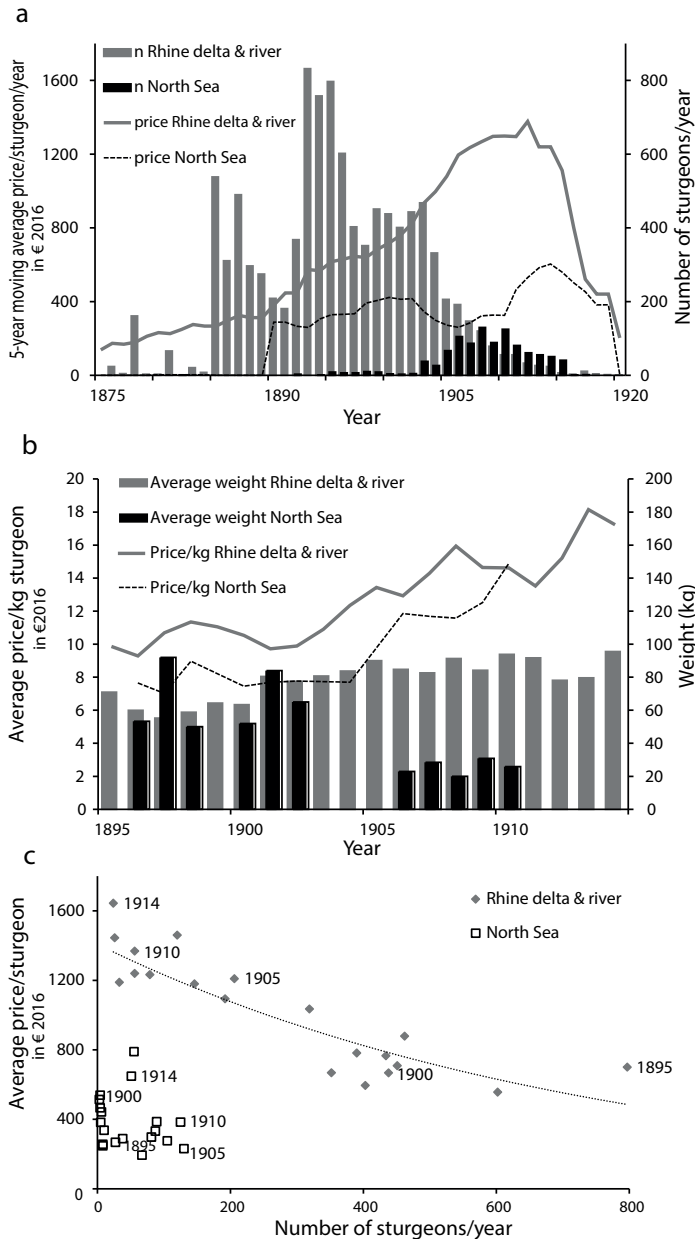 a
n Rhine delta & river
n North Sea
price Rhine delta & river
price North Sea
5-year moving average price/sturgeon/year
in € 2016
1600
1200
800
400
0
Number of sturgeons/year
800
600
400
200
0
1875
1890
1905
1920
Year
b
Average weight Rhine delta & river
Average weight North Sea
Price/kg Rhine delta & river
Price/kg North Sea
Average price/kg sturgeon
in €2016
20
18
16
14
12
10
8
6
4
2
0
Weight (kg)
200
180
160
140
120
100
80
60
40
20
0
1895
1900
1905
1910
Year
c
Rhine delta & river
North Sea
Average price/sturgeon
in € 2016
1600
1200
800
400
0
1914
1910
1905
1895
1900
1914
1900
1910
1895
1905
0
200
400
600
800
Number of sturgeons/year